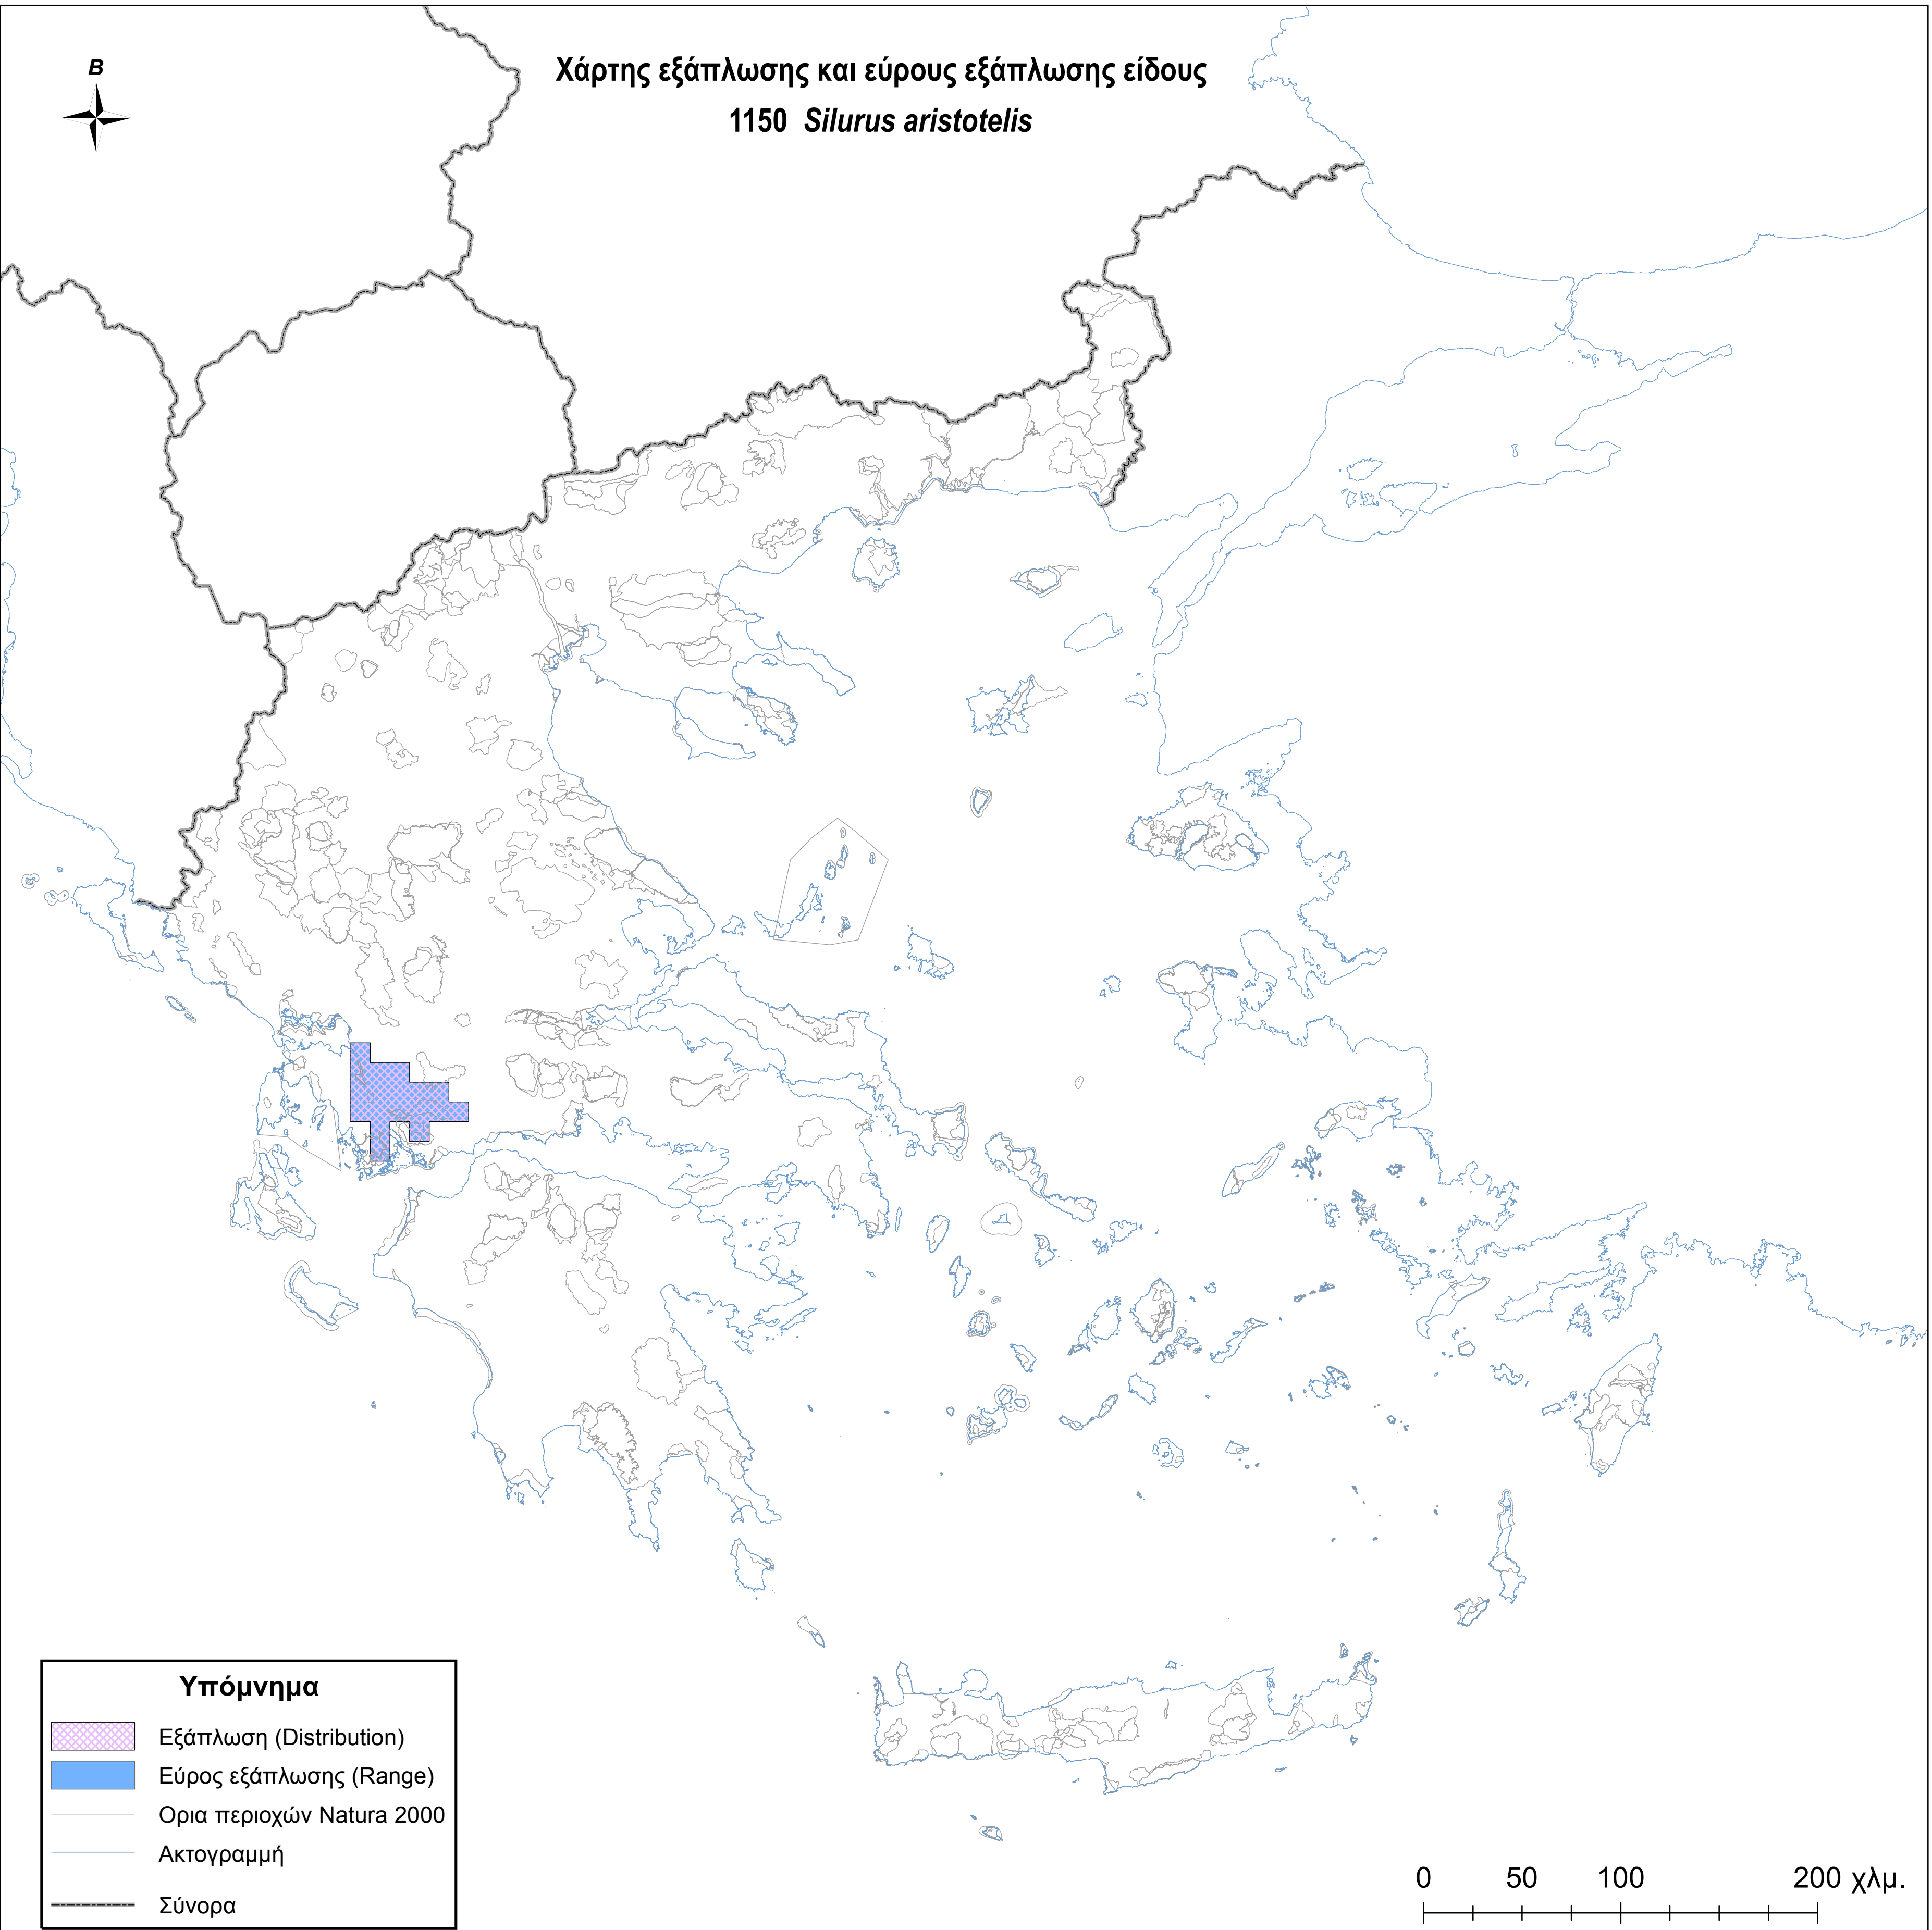 Χάρτης εξάπλωσης και εύρους εξάπλωσης είδους
1150 Silurus aristotelis
Β
Υπόμνημα
Εξάπλωση (Distribution)
Εύρος εξάπλωσης (Range)
Ορια περιοχών Natura 2000
Ακτογραμμή
Σύνορα
0 50 100 200 χλμ.